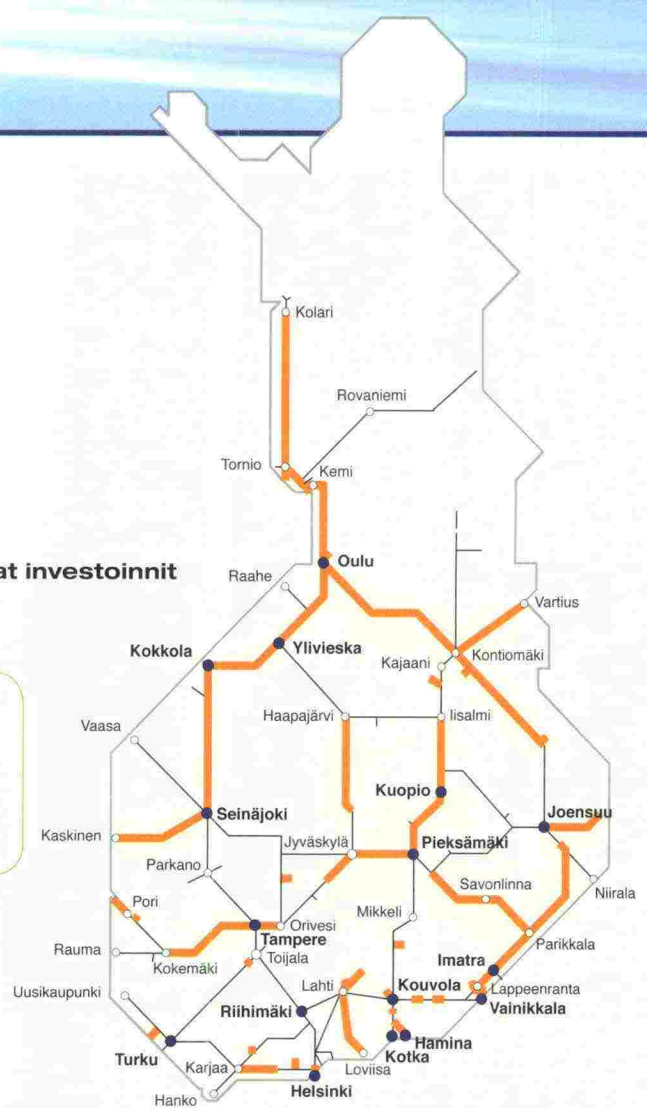 Kolari
Rovaniemi
Tornio
Kemi
at investoinnit
Oulu
Raahe
Vartius
Kokkola
Ylivieska
Kajaani
Kontiomäki
Haapajärvi
Iisalmi
Vaasa
Kuopio
Seinäjoki
Joensuu
Kaskinen
Jyväskylä
Pieksämäki
Parkano
Savonlinna
Niirala
Pori
Mikkeli
Orivesi
Tampere
Parikkala
Rauma
Kokemäki
Toijala
Imatra
Lahti
Kouvola
Lappeenranta
Uusikaupunki
Vainikkala
Riihimäki
Hamina
Turku
Kotka
Karjaa
Loviisa
Helsinki
Hanko